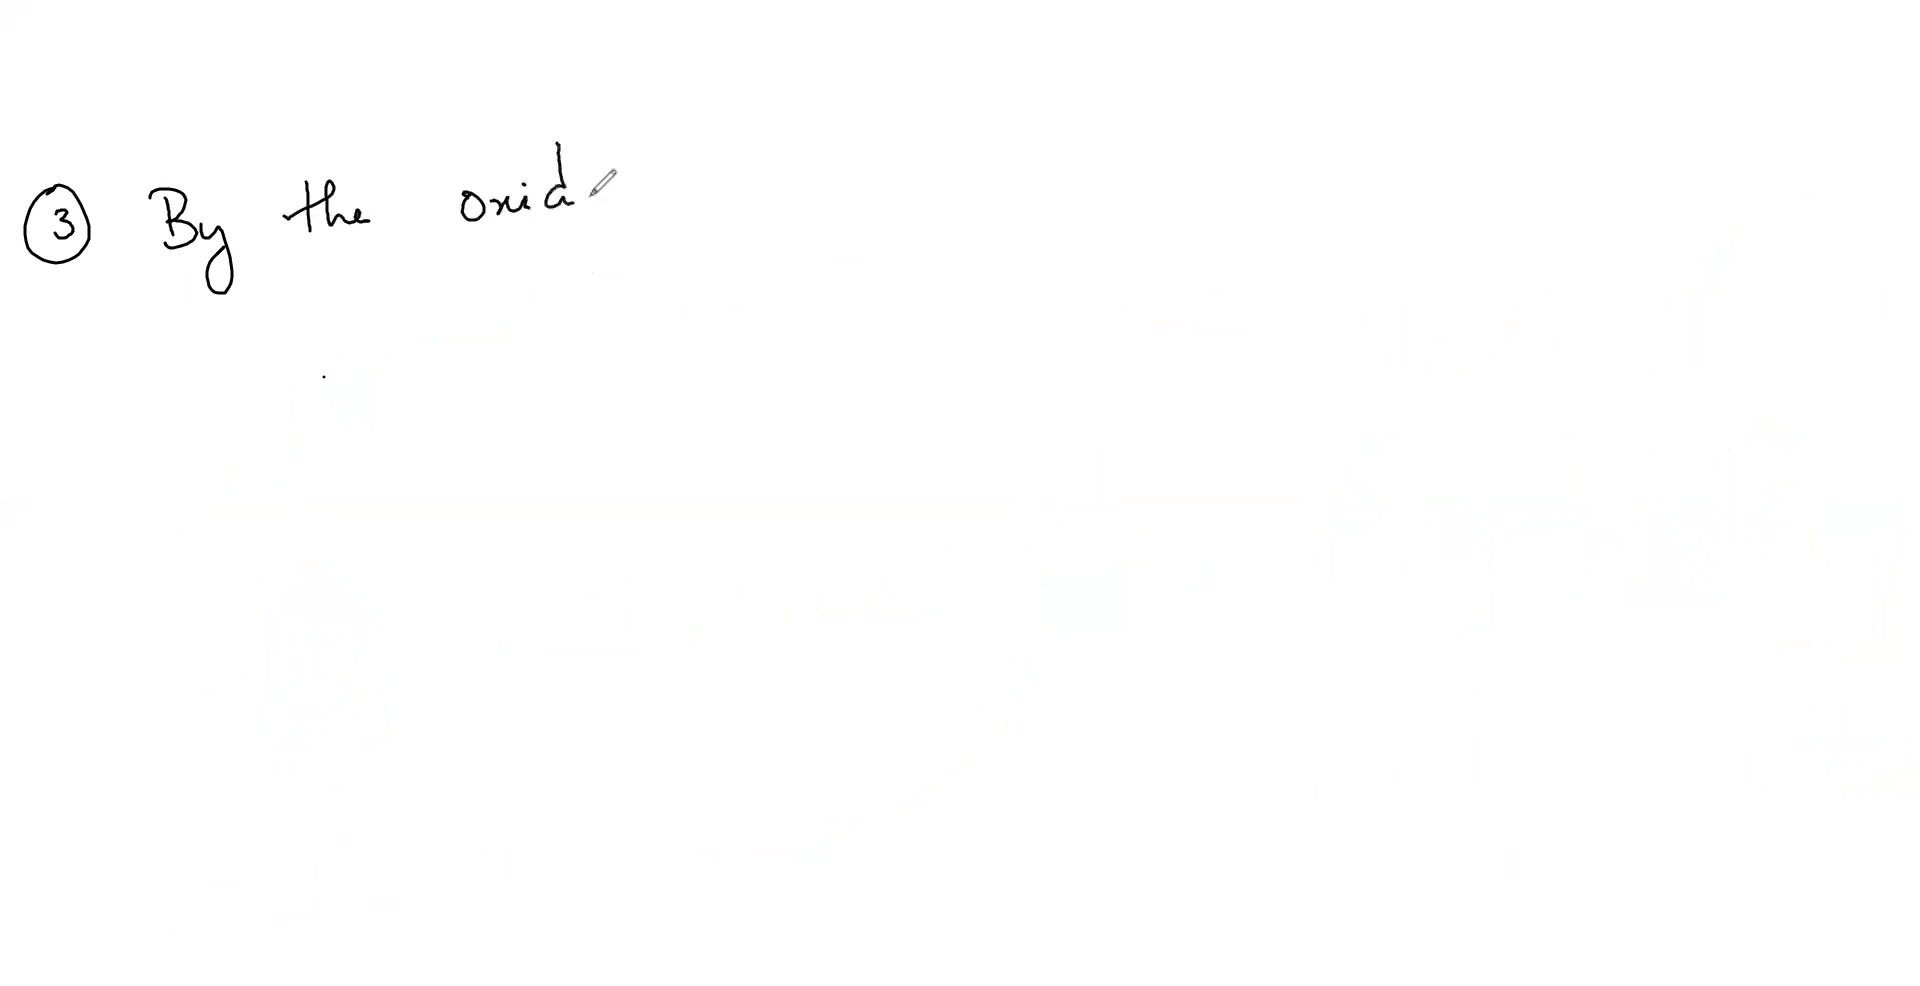 ③ By the oxid